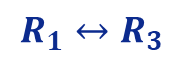 R₁ ↔ R₃